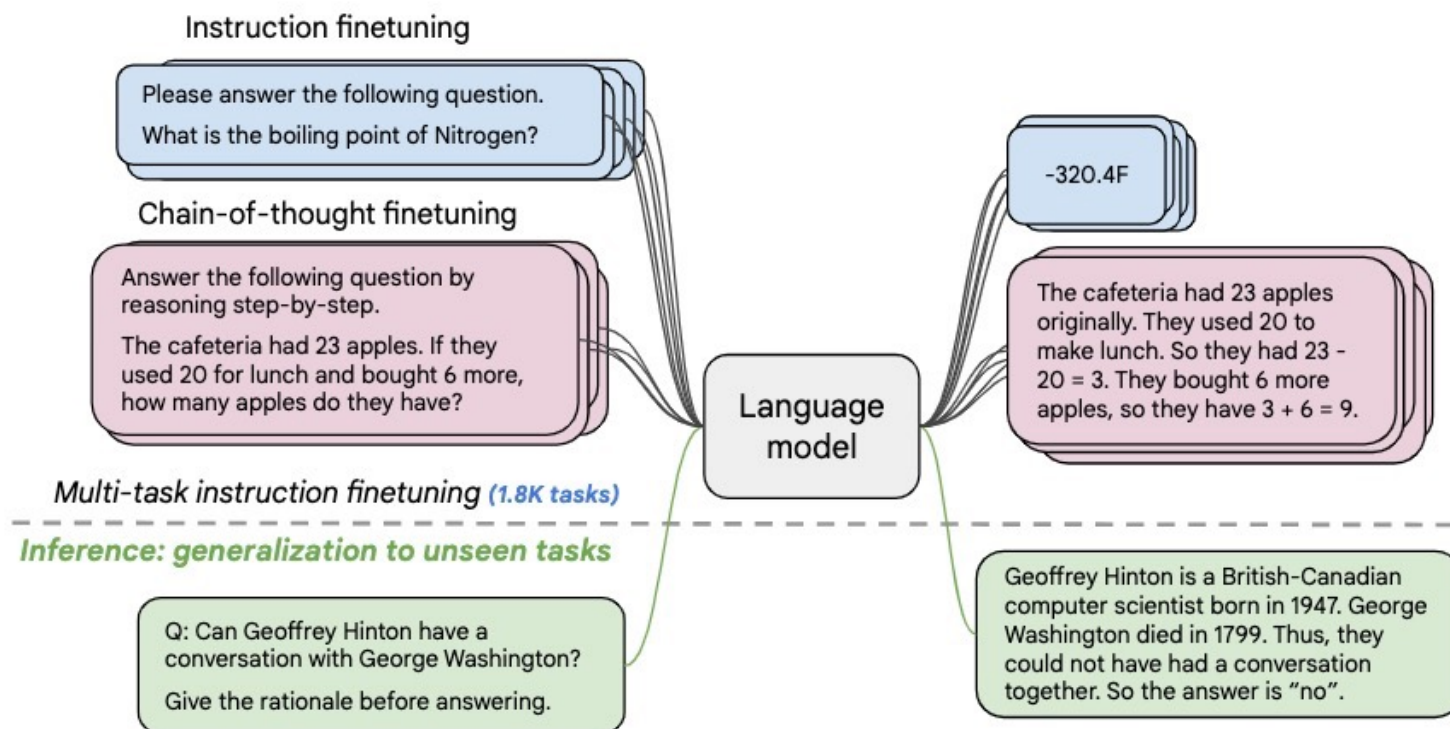 Instruction finetuning
Please answer the following question.
What is the boiling point of Nitrogen?
-320.4F
Chain-of-thought finetuning
Answer the following question by
reasoning step-by-step.
The cafeteria had 23 apples. If they
used 20 for lunch and bought 6 more,
how many apples do they have?
Language
model
The cafeteria had 23 apples
originally. They used 20 to
make lunch. So they had 23 -
20 = 3. They bought 6 more
apples, so they have 3 + 6 = 9.
Multi-task instruction finetuning (1.8K tasks)
Inference: generalization to unseen tasks
Q: Can Geoffrey Hinton have a
conversation with George Washington?
Give the rationale before answering.
Geoffrey Hinton is a British-Canadian
computer scientist born in 1947. George
Washington died in 1799. Thus, they
could not have had a conversation
together. So the answer is “no”.